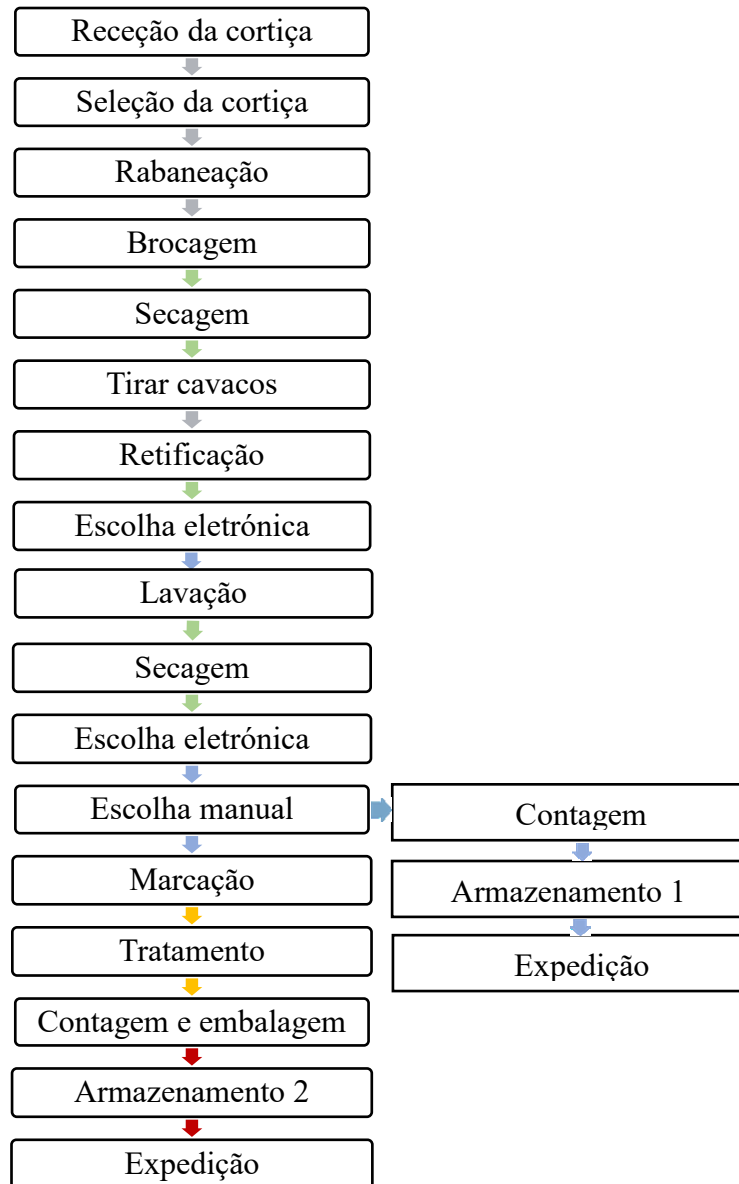 Receção da cortiça
Seleção da cortiça
Rabaneação
Brocagem
Secagem
Tirar cavacos
Retificação
Escolha eletrónica
Lavação
Secagem
Escolha eletrónica
Escolha manual
Marcação
Tratamento
Contagem e embalagem
Armazenamento 2
Expedição
Contagem
Armazenamento 1
Expedição